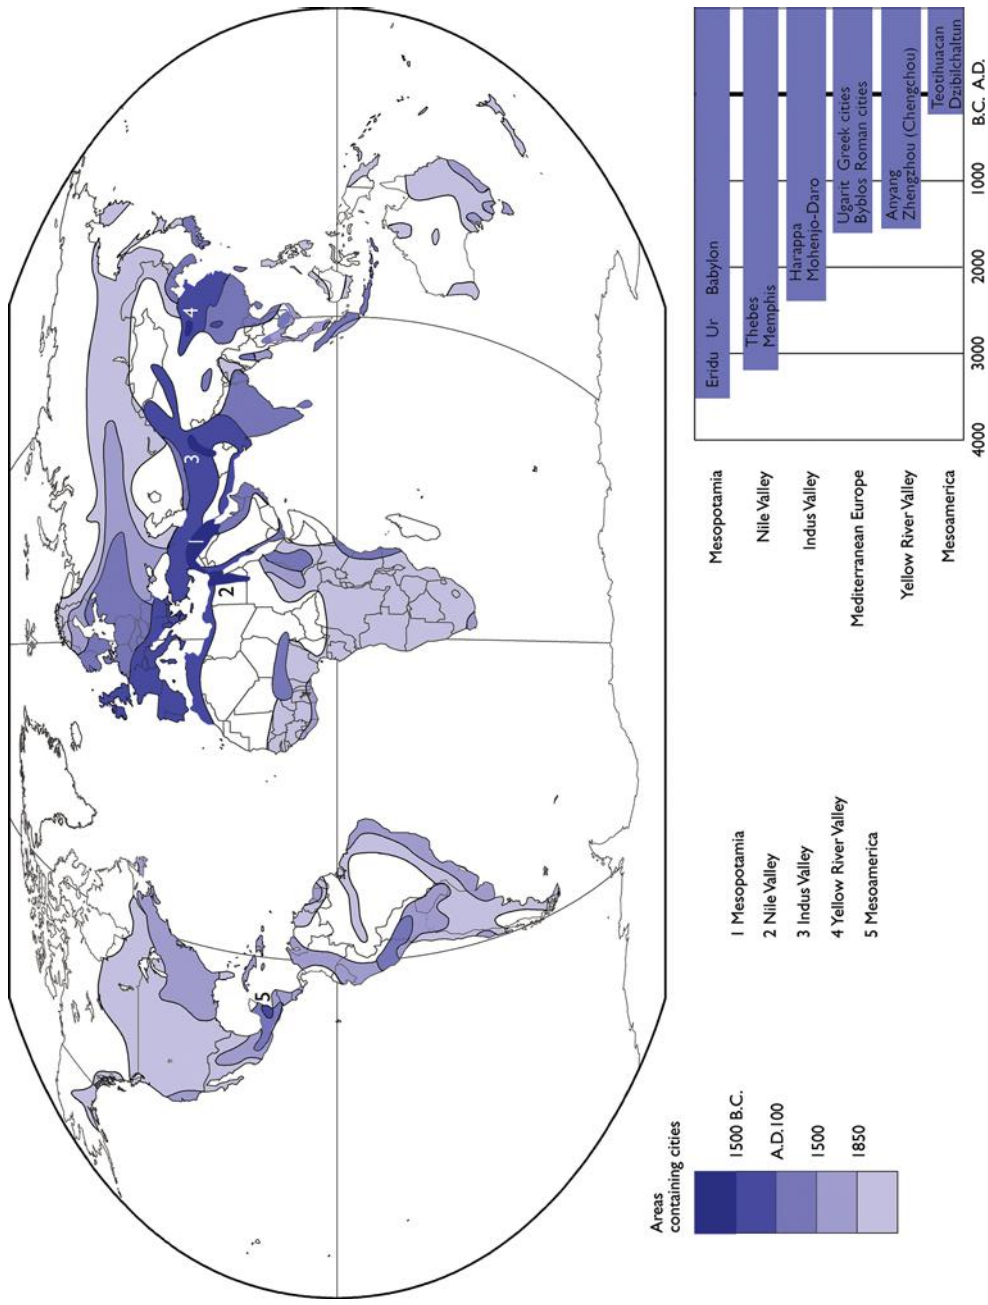 1
2
3
4
5
Areas
containing cities
1500 B.C.
A.D.100
1500
1850
1 Mesopotamia
2 Nile Valley
3 Indus Valley
4 Yellow River Valley
5 Mesoamerica
Mesopotamia
Nile Valley
Indus Valley
Mediterranean Europe
Yellow River Valley
Mesoamerica
Eridu Ur Babylon
Thebes
Memphis
Harappa
Mohenjo-Daro
Ugarit Greek cities
Byblos Roman cities
Anyang
Zhengzhou (Chengchou)
Teotihuacan
Dzibilchaltun
4000 3000 2000 1000 B.C. A.D.